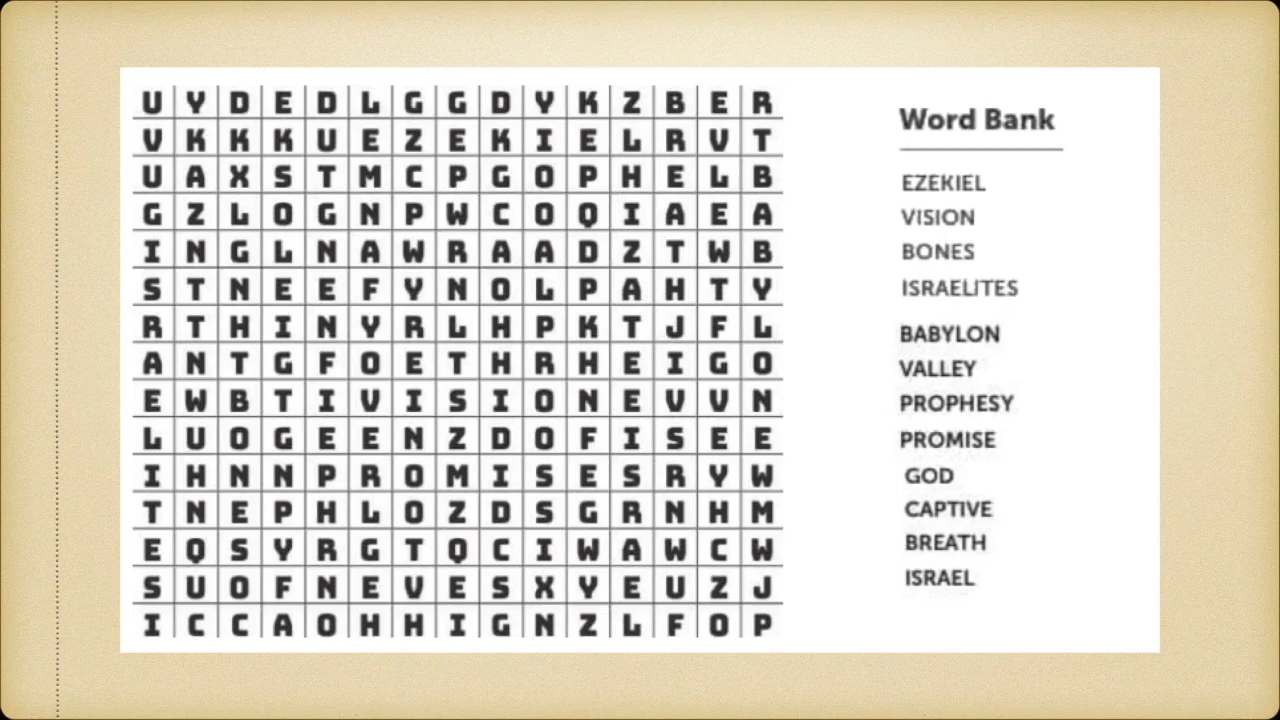 U Y D E D L G G D Y K Z B E R
V K K K U E Z E K I E L R V T
U A X S T M C P G O P H E L B
G Z L O G N P W C O Q I A E A
I N G L N A W R A A D Z T W B
S T N E E F Y N O L P A H T Y
R T H I N Y R L H P K T J F L
A N T G F O E T H R H E I G O
E W B T I V I S I O N E V V N
L U O G E E N Z D O F I S E E
I H N N P R O M I S E S R Y W
T N E P H L O Z D S G R N H M
E Q S Y R G T Q C I W A W C W
S U O F N E V E S X Y E U Z J
I C C A O H H I G N Z L F O P
Word Bank
EZEKIEL
VISION
BONES
ISRAELITES
BABYLON
VALLEY
PROPHESY
PROMISE
GOD
CAPTIVE
BREATH
ISRAEL